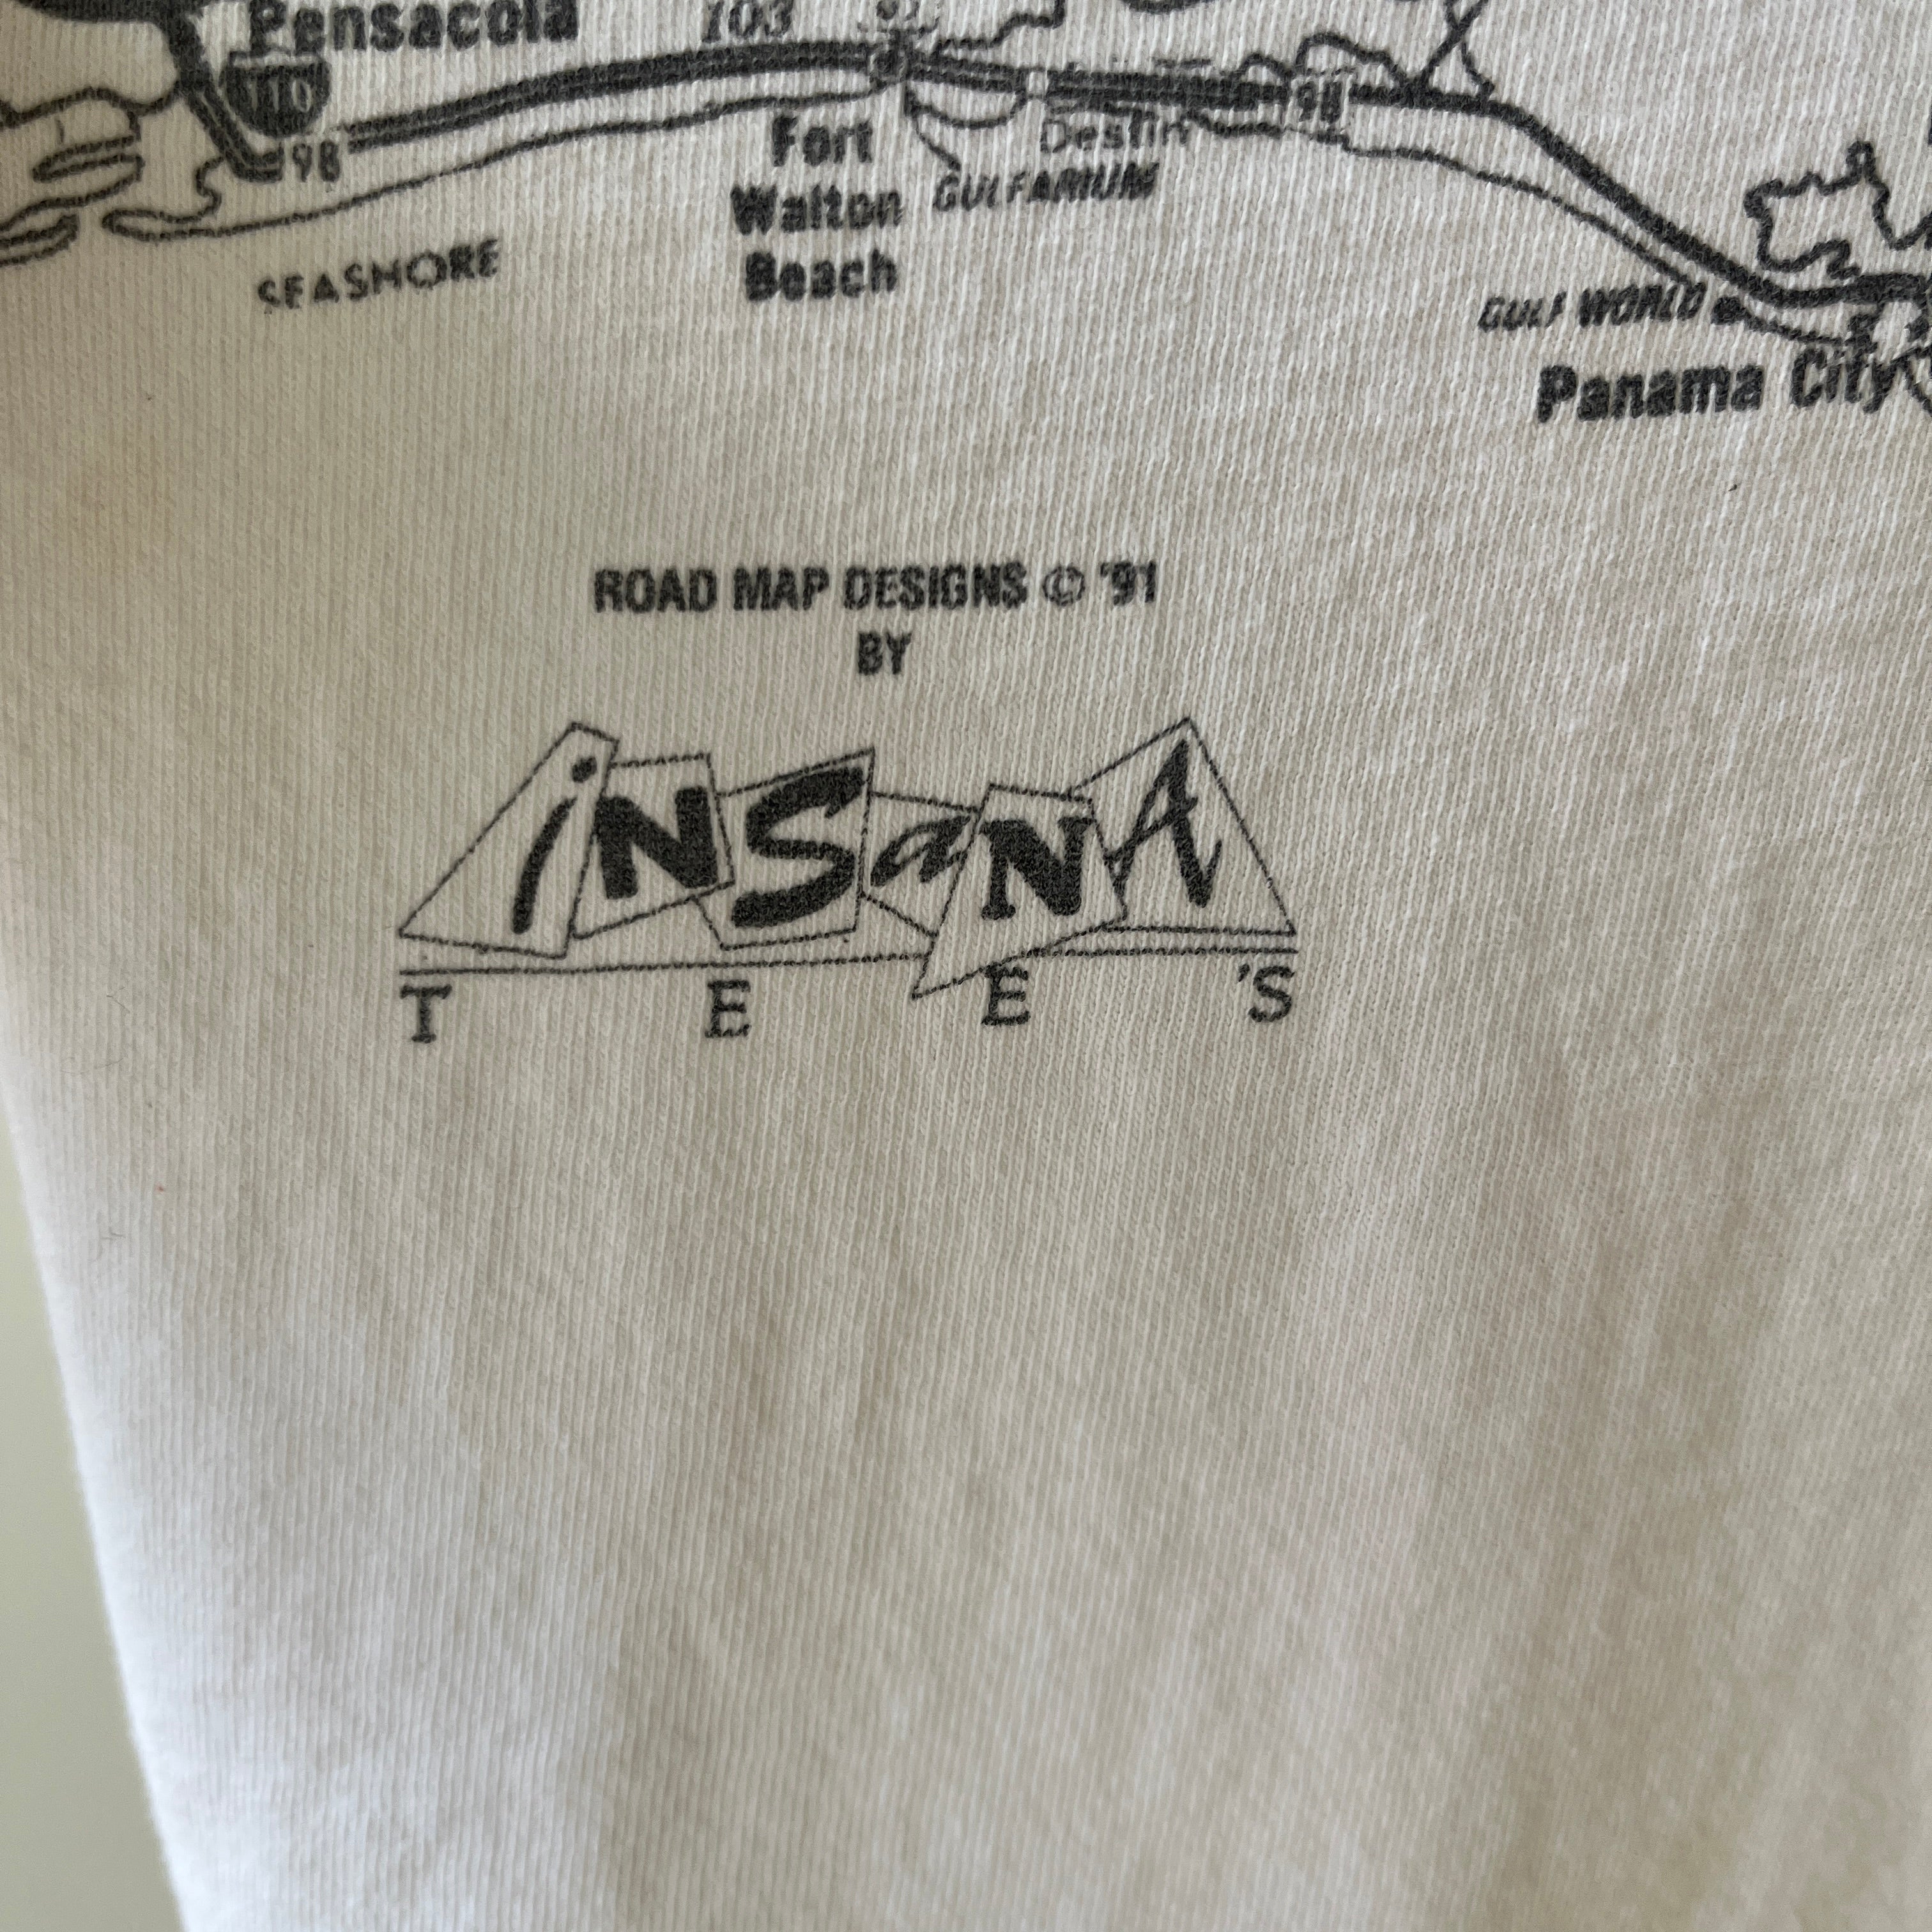 Pensacola
103
110
98
98
Fort
Walton
Beach
Destin
GULFARIUM
SEASHORE
GULF WORLD
Panama City
ROAD MAP DESIGNS © '91
BY
iNSaNA
TEE'S